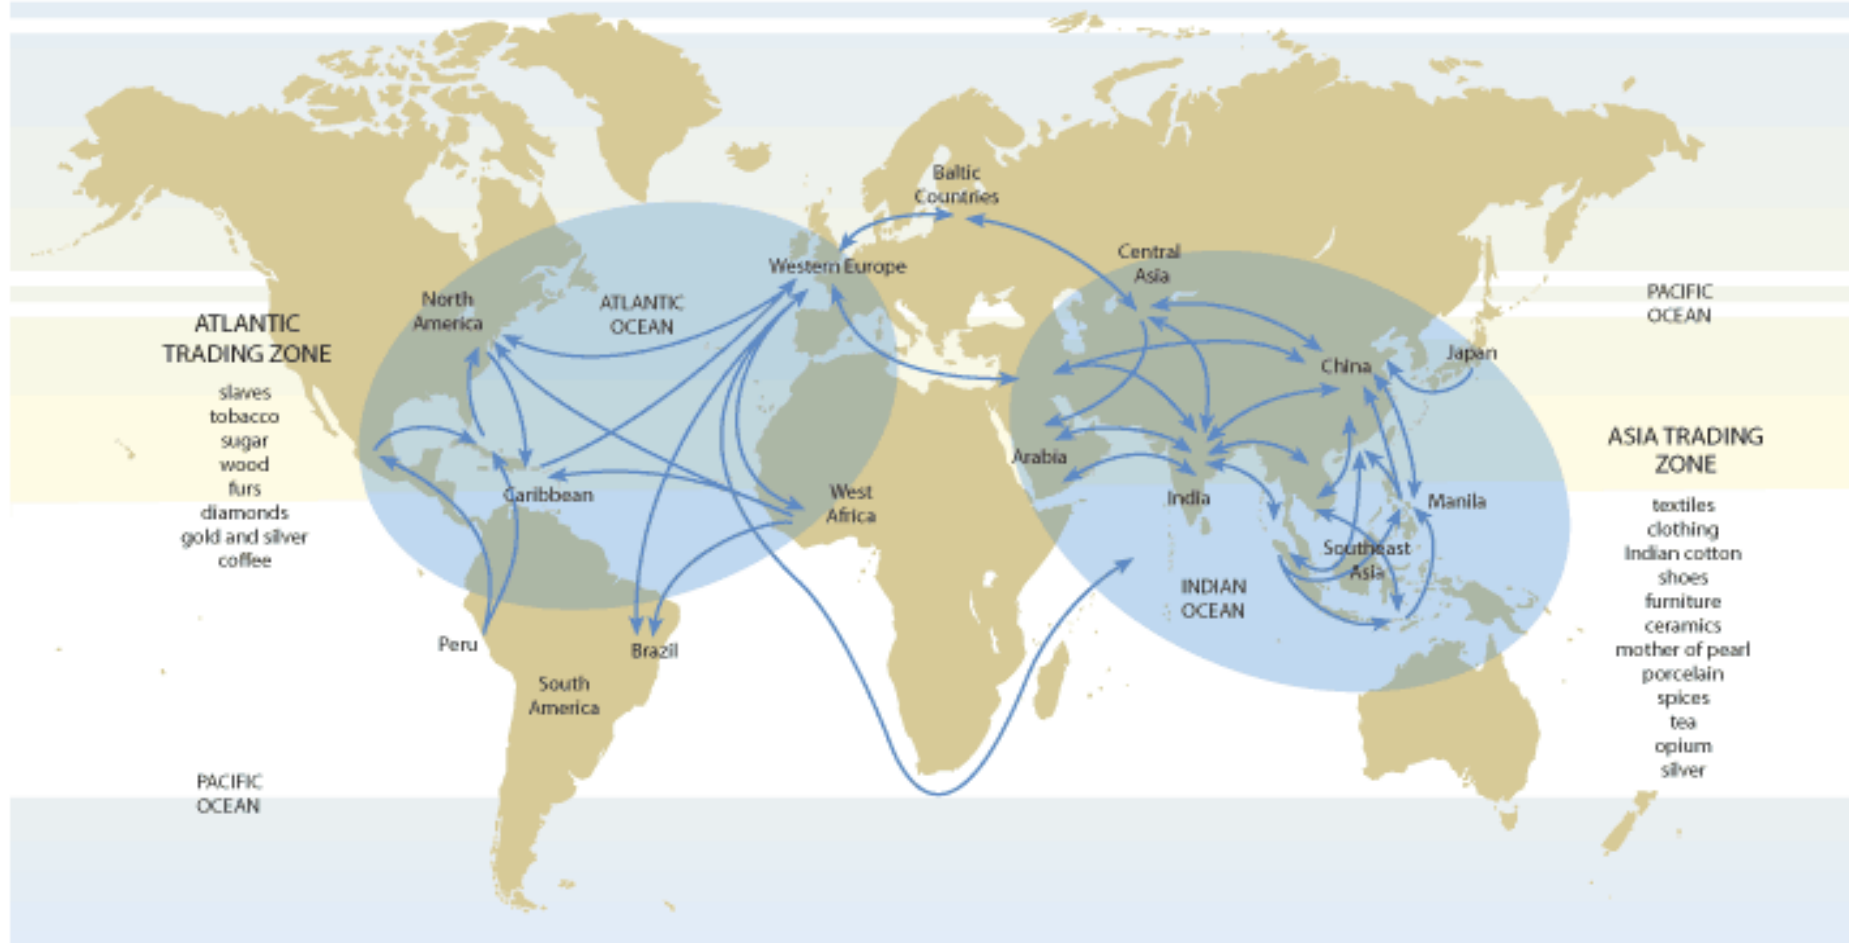 Baltic
Countries
Central
Asia
Western Europe
North
America
ATLANTIC
OCEAN
PACIFIC
OCEAN
ATLANTIC
TRADING ZONE
slaves
tobacco
sugar
wood
furs
diamonds
gold and silver
coffee
China
Japan
Arabia
India
Manila
Southeast
Asia
INDIAN
OCEAN
Caribbean
West
Africa
Peru
Brazil
South
America
PACIFIC
OCEAN
ASIA TRADING
ZONE
textiles
clothing
Indian cotton
shoes
furniture
ceramics
mother of pearl
porcelain
spices
tea
opium
silver